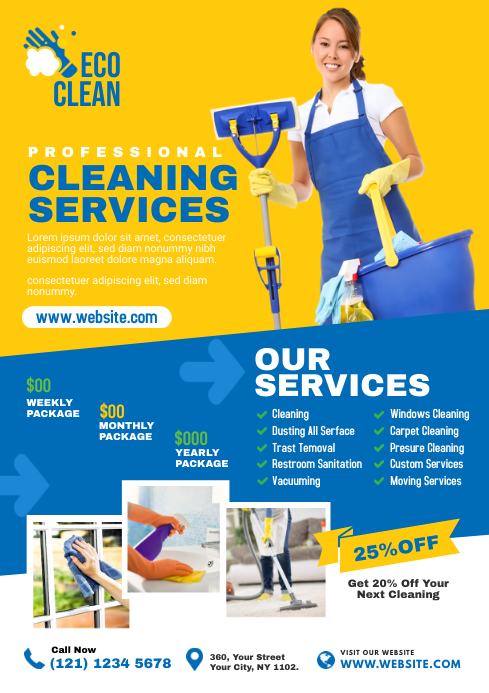 ECO
CLEAN
PROFESSIONAL
CLEANING
SERVICES
Lorem ipsum dolor sit amet, consectetuer
adipiscing elit, sed diam nonummy nibh
euismod laoreet dolore magna aliquam.
consectetuer adipiscing elit, sed diam
nonummy.
www.website.com
OUR
SERVICES
Cleaning
Dusting All Serface
Trast Temoval
Restroom Sanitation
Vacuuming
Windows Cleaning
Carpet Cleaning
Presure Cleaning
Custom Services
Moving Services
$00
WEEKLY
PACKAGE
$00
MONTHLY
PACKAGE
$000
YEARLY
PACKAGE
25%OFF
Get 20% Off Your
Next Cleaning
Call Now
(121) 1234 5678
360, Your Street
Your City, NY 1102.
VISIT OUR WEBSITE
WWW.WEBSITE.COM